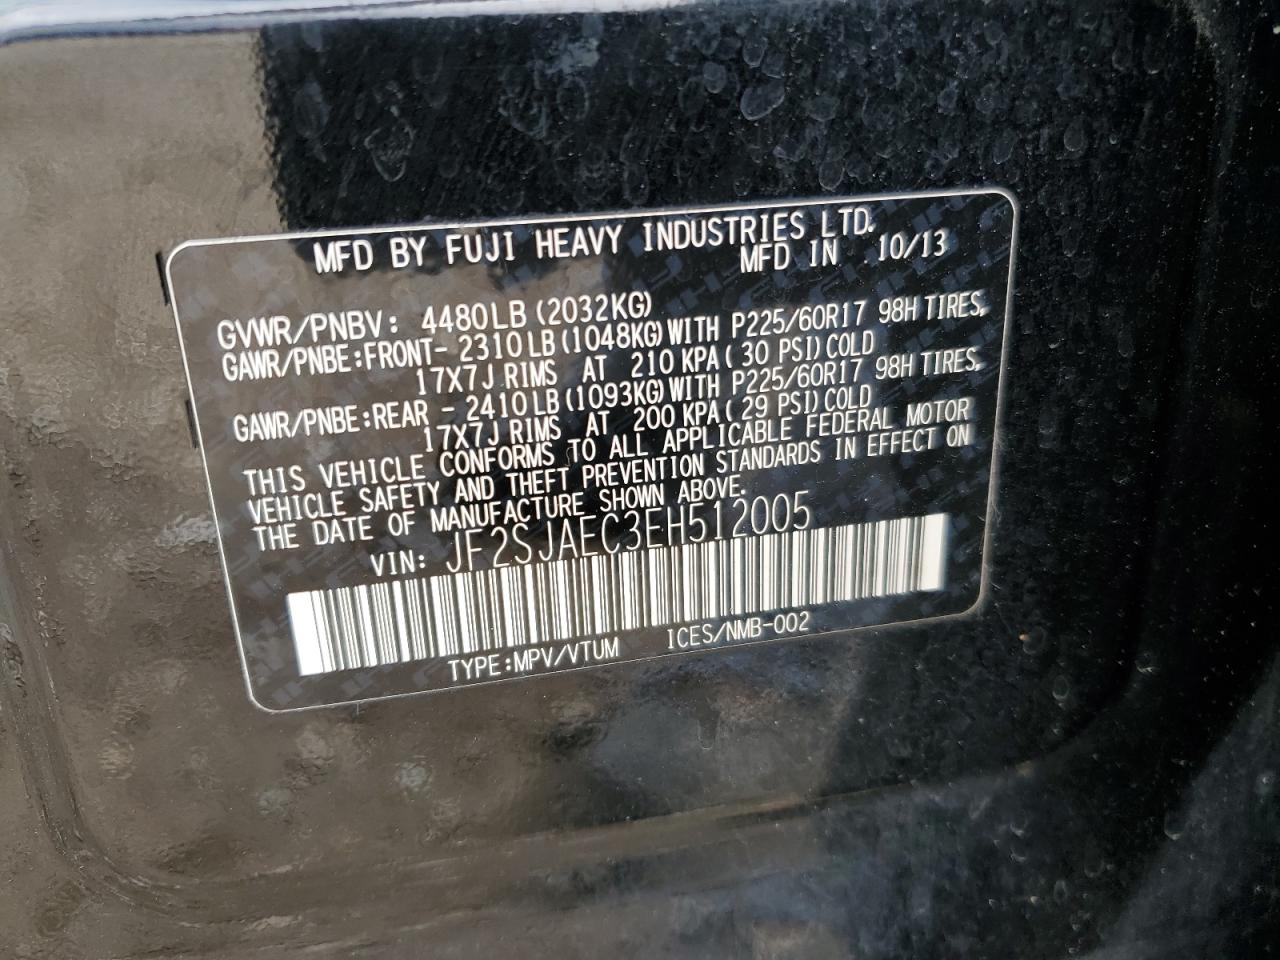 MFD BY FUJI HEAVY INDUSTRIES LTD.
MFD IN 10/13
GVWR/PNBV: 4480LB (2032KG)
GAWR/PNBE:FRONT- 2310LB (1048KG) WITH P225/60R17 98H TIRES,
17X7J RIMS AT 210 KPA (30 PSI) COLD
GAWR/PNBE:REAR - 2410LB (1093KG) WITH P225/60R17 98H TIRES,
17X7J RIMS AT 200 KPA (29 PSI) COLD
THIS VEHICLE CONFORMS TO ALL APPLICABLE FEDERAL MOTOR
VEHICLE SAFETY AND THEFT PREVENTION STANDARDS IN EFFECT ON
THE DATE OF MANUFACTURE SHOWN ABOVE.
VIN: JF2SJAEC3EH512005
TYPE:MPV/VTUM ICES/NMB-002